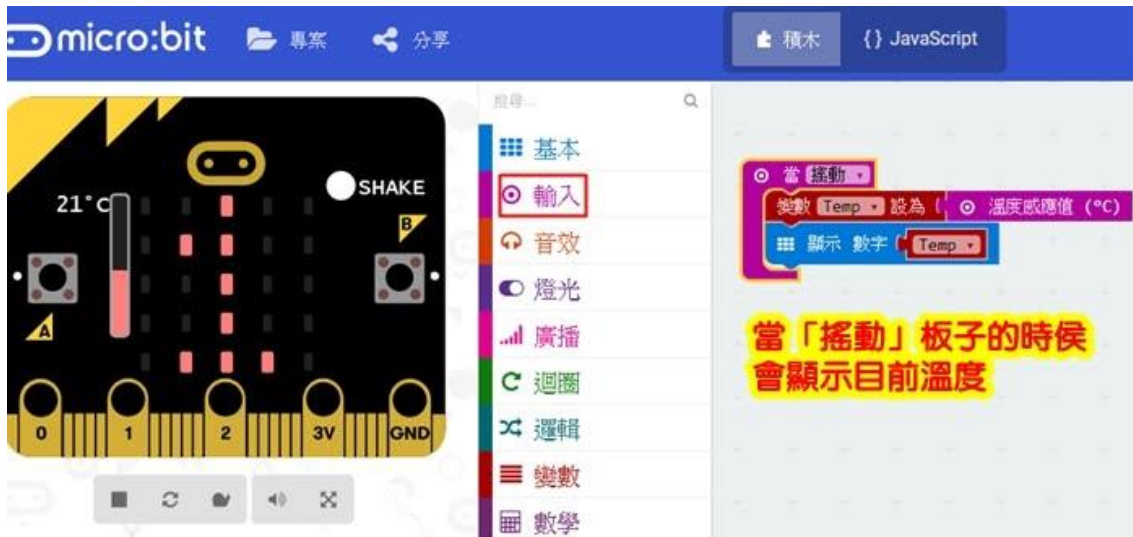 micro:bit 專案 分享 積木 {} JavaScript
搜尋...
21°C
SHAKE
B
A
0 1 2 3V GND
基本
輸入
音效
燈光
廣播
迴圈
邏輯
變數
數學
當 搖動
變數 Temp 設為 溫度感應值 (°C)
顯示 數字 Temp
當「搖動」板子的時侯
會顯示目前溫度